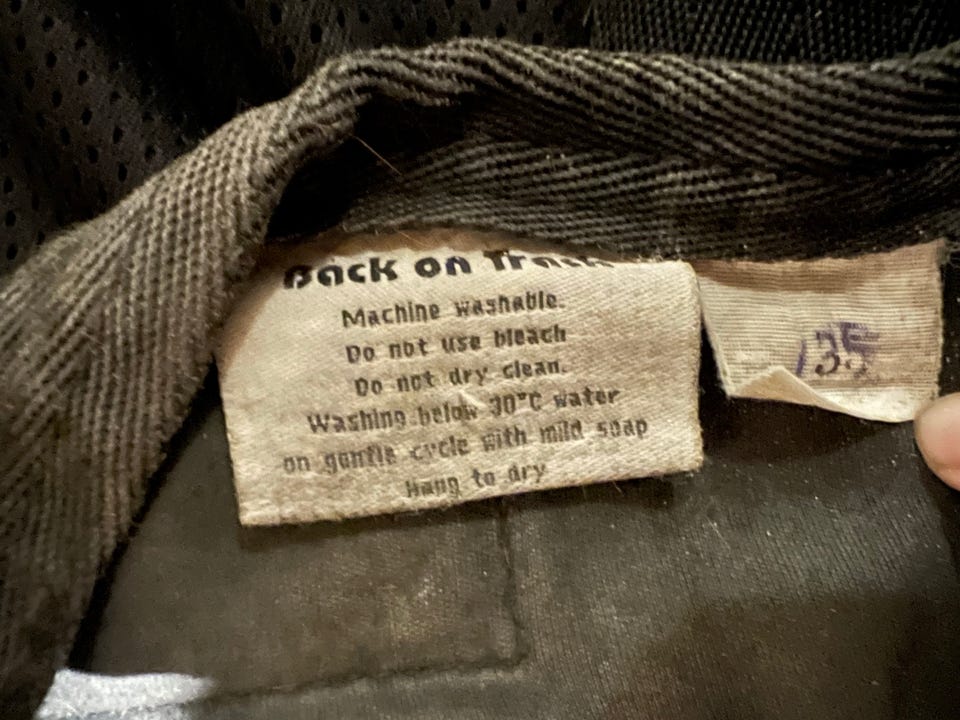 Back on Track
Machine washable.
Do not use bleach
Do not dry clean.
Washing below 30°C water
on gentle cycle with mild soap
Hang to dry
135